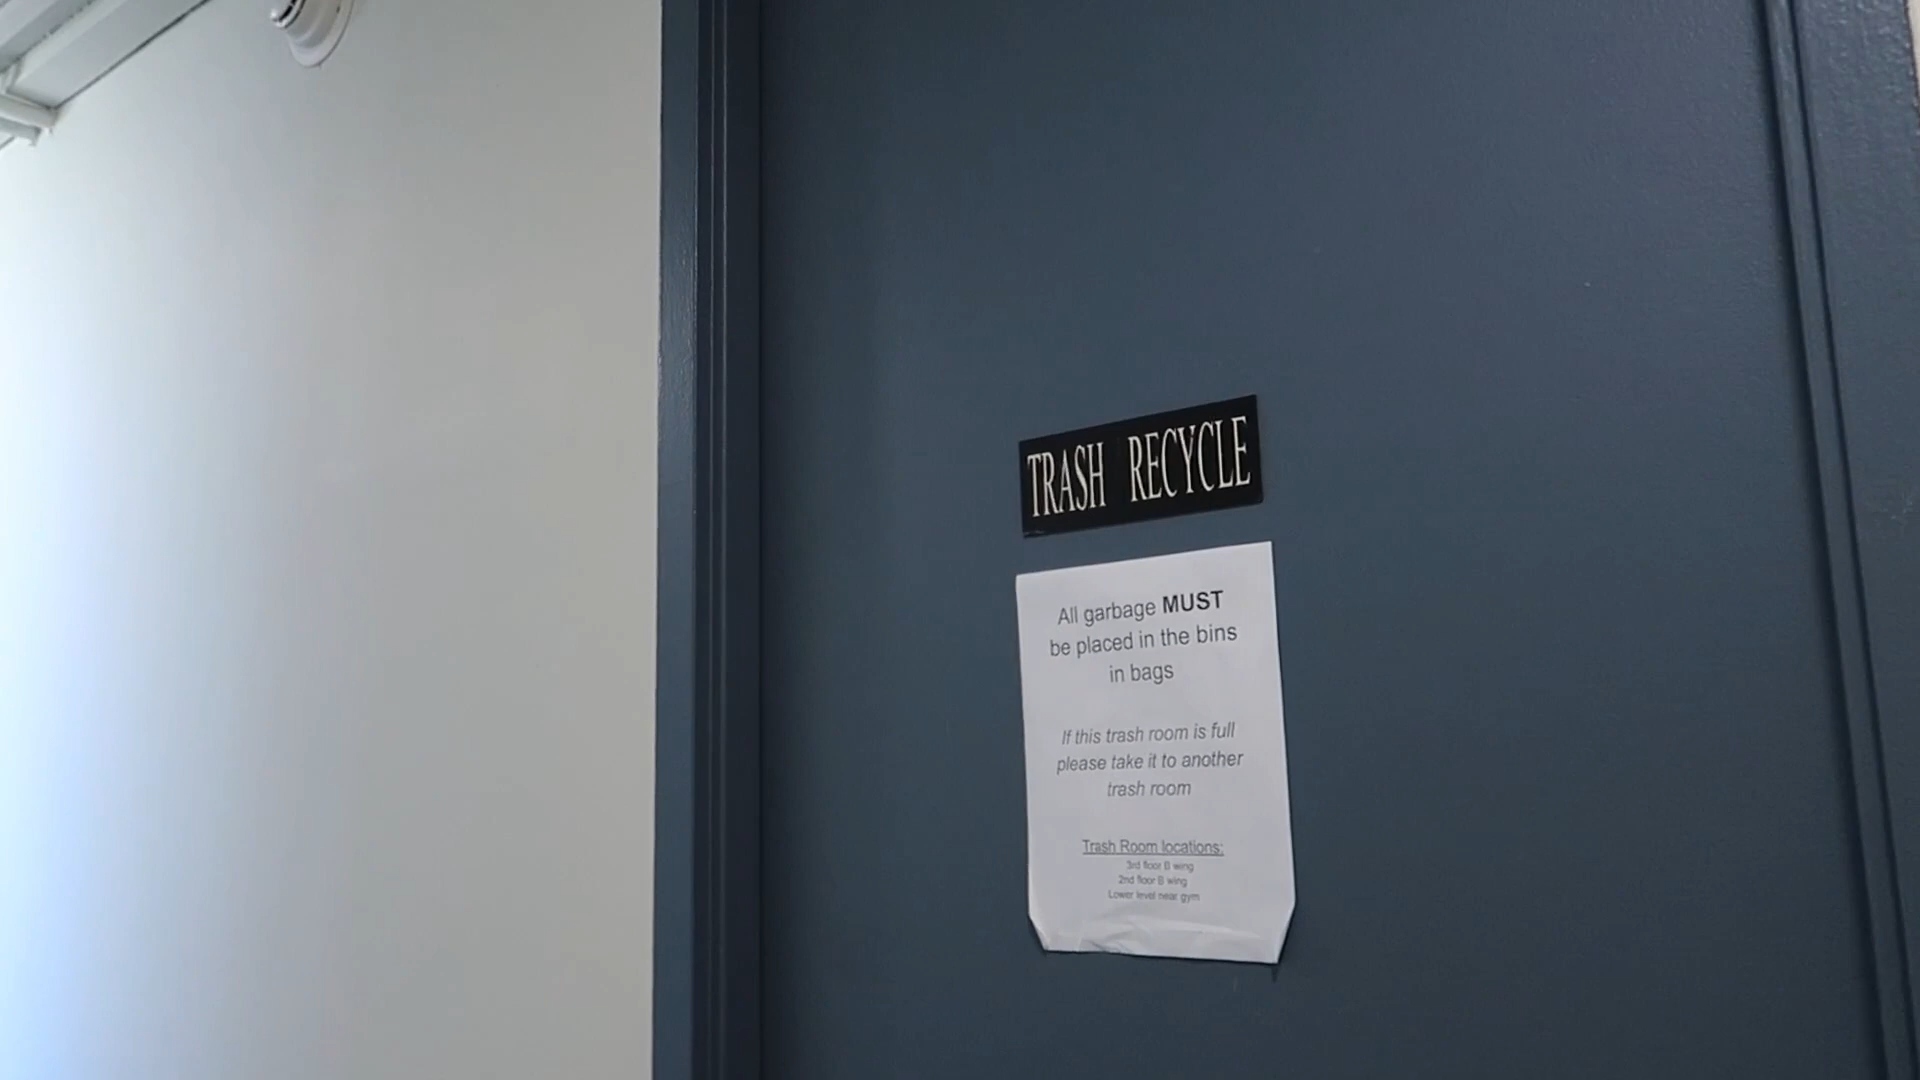 TRASH RECYCLE
All garbage MUST
be placed in the bins
in bags
If this trash room is full
please take it to another
trash room
Trash Room locations:
3rd floor B wing
2nd floor B wing
Lower level near gym